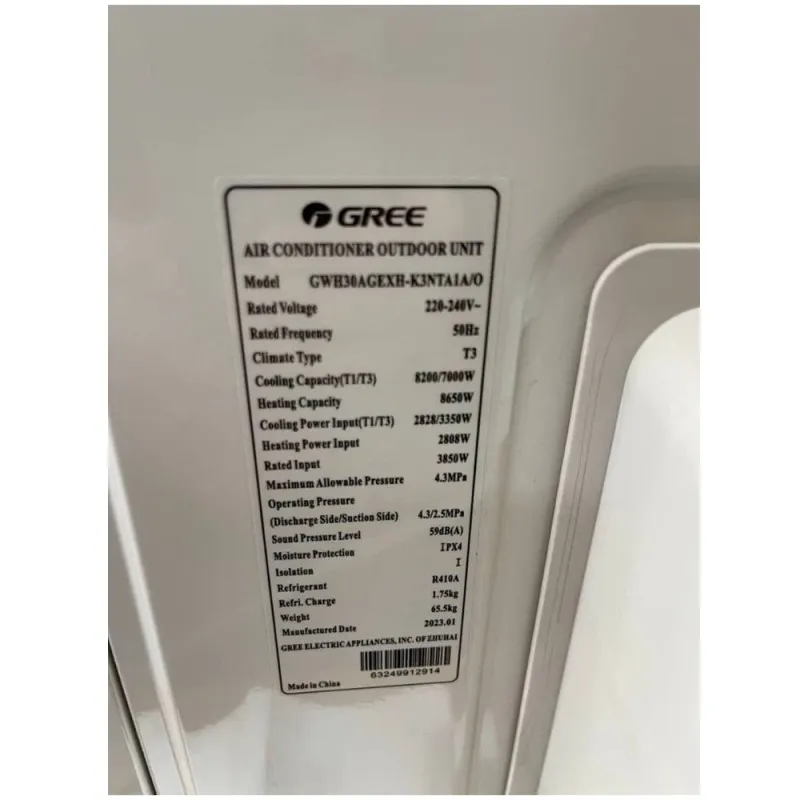 GREE
AIR CONDITIONER OUTDOOR UNIT
Model GWH30AGEXH-K3NTA1A/O
Rated Voltage 220-240V~
Rated Frequency 50Hz
Climate Type T3
Cooling Capacity(T1/T3) 8200/7000W
Heating Capacity 8650W
Cooling Power Input(T1/T3) 2828/3350W
Heating Power Input 2808W
Rated Input 3850W
Maximum Allowable Pressure 4.3MPa
Operating Pressure
(Discharge Side/Suction Side) 4.3/2.5MPa
Sound Pressure Level 59dB(A)
Moisture Protection IPX4
Isolation I
Refrigerant R410A
Refri. Charge 1.75kg
Weight 65.5kg
Manufactured Date 2023.01
GREE ELECTRIC APPLIANCES, INC. OF ZHUHAI
63249912914
Made in China